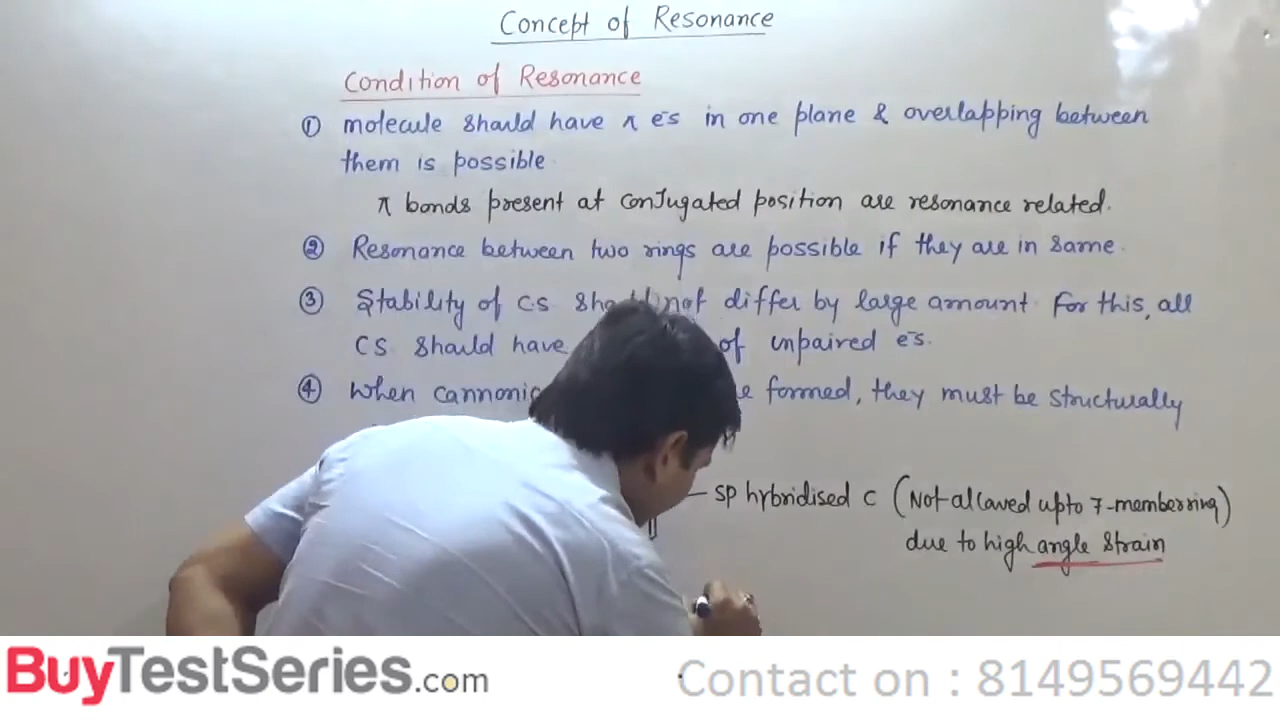 Concept of Resonance
Condition of Resonance
① molecule should have π e⁻s in one plane & overlapping between
them is possible.
π bonds present at conjugated position are resonance related.
② Resonance between two rings are possible if they are in same.
③ Stability of C.S. should not differ by large amount. For this, all
CS. should have of unpaired e⁻s.
④ When formed, they must be structurally
sp hybridised C (Not allowed upto 7-member ring)
due to high angle strain
BuyTestSeries.com
Contact on : 8149569442